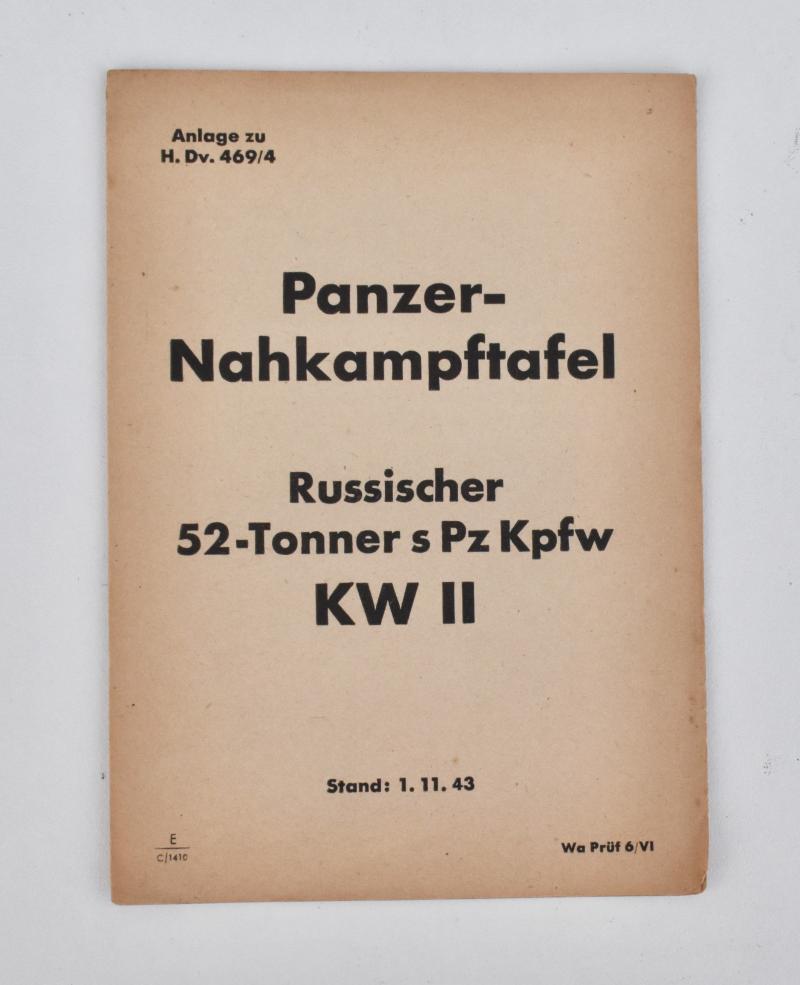 Anlage zu
H. Dv. 469/4
Panzer-
Nahkampftafel
Russischer
52-Tonner s Pz Kpfw
KW II
Stand: 1. 11. 43
E
C/1410
Wa Prüf 6/VI